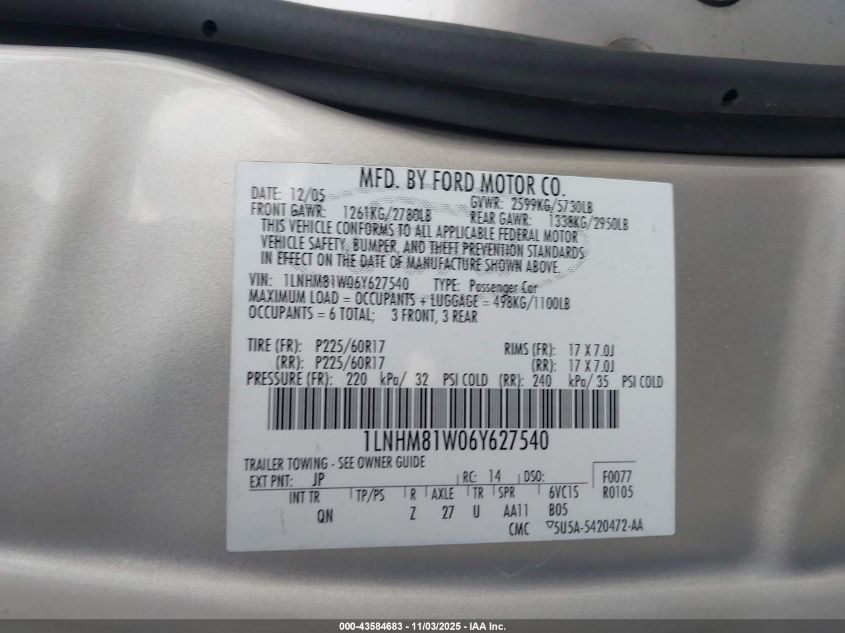 MFD. BY FORD MOTOR CO.
DATE: 12/05 GVWR: 2599KG/5730LB
FRONT GAWR: 1261KG/2780LB REAR GAWR: 1338KG/2950LB
THIS VEHICLE CONFORMS TO ALL APPLICABLE FEDERAL MOTOR
VEHICLE SAFETY, BUMPER, AND THEFT PREVENTION STANDARDS
IN EFFECT ON THE DATE OF MANUFACTURE SHOWN ABOVE.
VIN: 1LNHM81W06Y627540 TYPE: Passenger Car
MAXIMUM LOAD = OCCUPANTS + LUGGAGE = 498KG/1100LB
OCCUPANTS = 6 TOTAL; 3 FRONT, 3 REAR
TIRE (FR): P225/60R17 RIMS (FR): 17 X 7.0J
(RR): P225/60R17 (RR): 17 X 7.0J
PRESSURE (FR): 220 kPa/ 32 PSI COLD (RR): 240 kPa/ 35 PSI COLD
1LNHM81W06Y627540
TRAILER TOWING - SEE OWNER GUIDE
EXT PNT: JP RC: 14 DSO: F0077
INT TR TP/PS R AXLE TR SPR 6VC1S R0105
QN Z 27 U AA11 B05
CMC ▽5U5A-5420472-AA
000-43584683 - 11/03/2025 - IAA Inc.